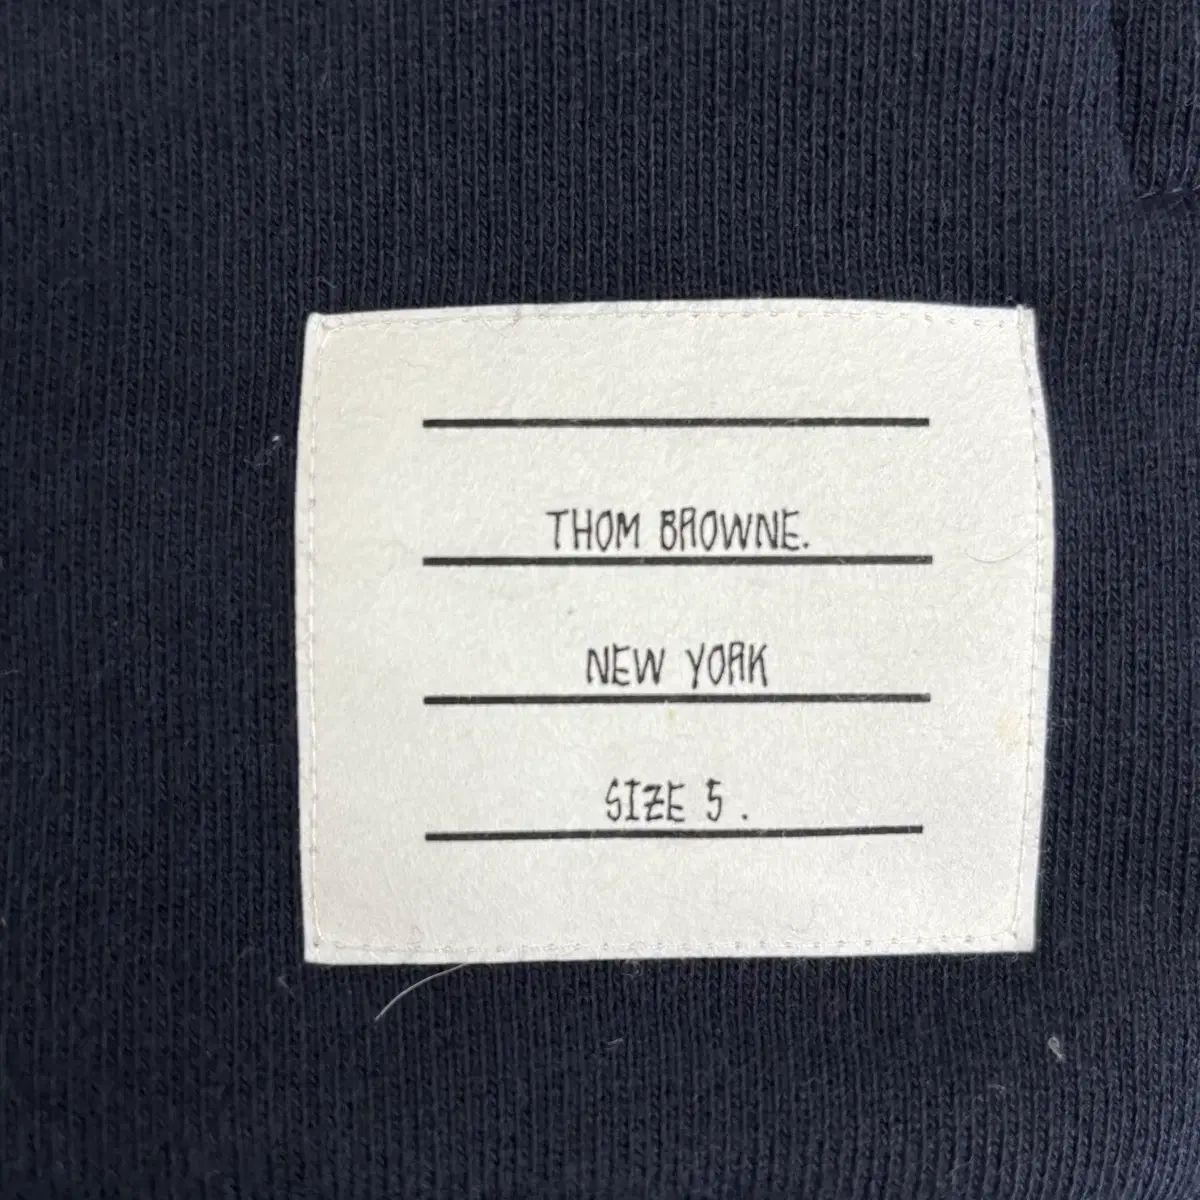 THOM BROWNE.
NEW YORK
SIZE 5 .